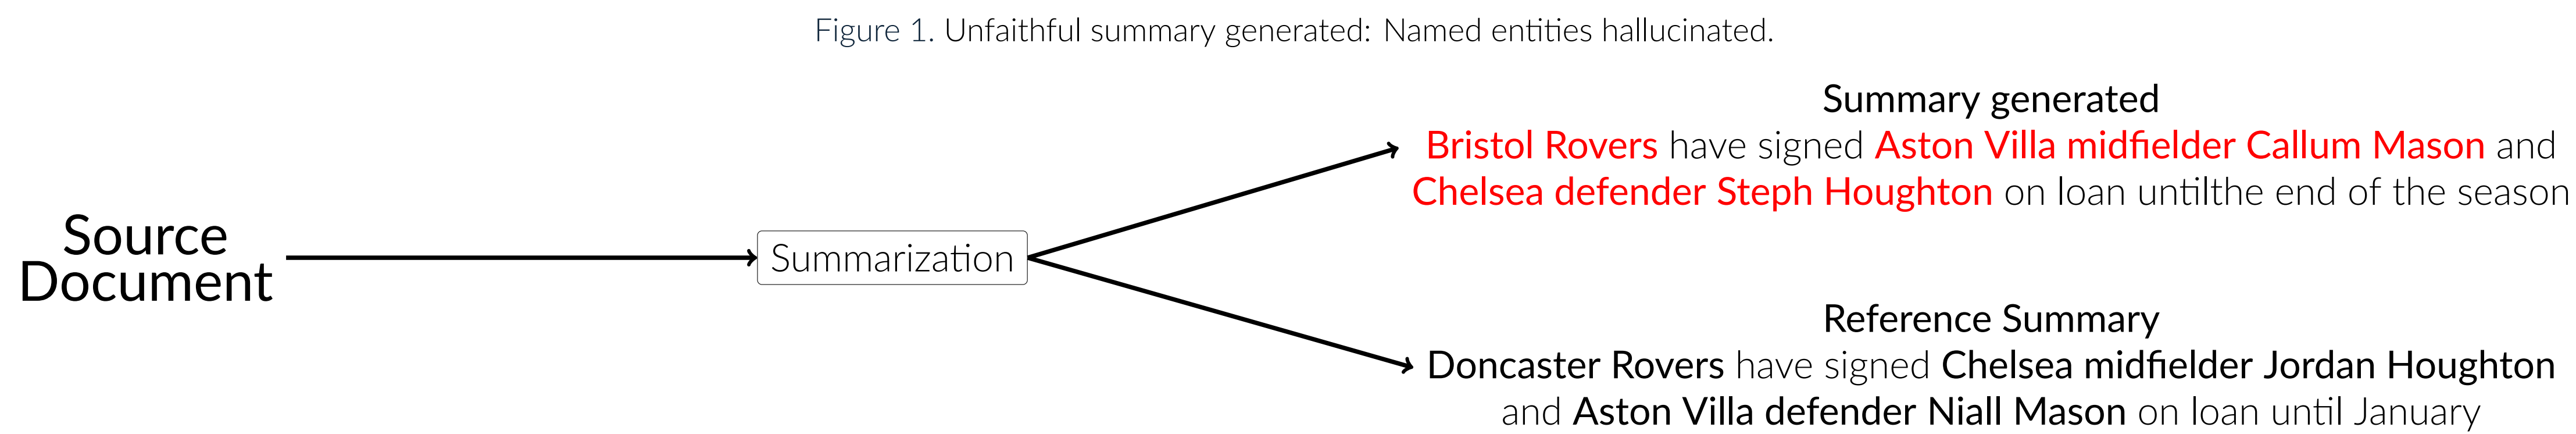 Figure 1. Unfaithful summary generated: Named entities hallucinated.
Source
Document
Summarization
Summary generated
Bristol Rovers have signed Aston Villa midfielder Callum Mason and
Chelsea defender Steph Houghton on loan untilthe end of the season
Reference Summary
Doncaster Rovers have signed Chelsea midfielder Jordan Houghton
and Aston Villa defender Niall Mason on loan until January